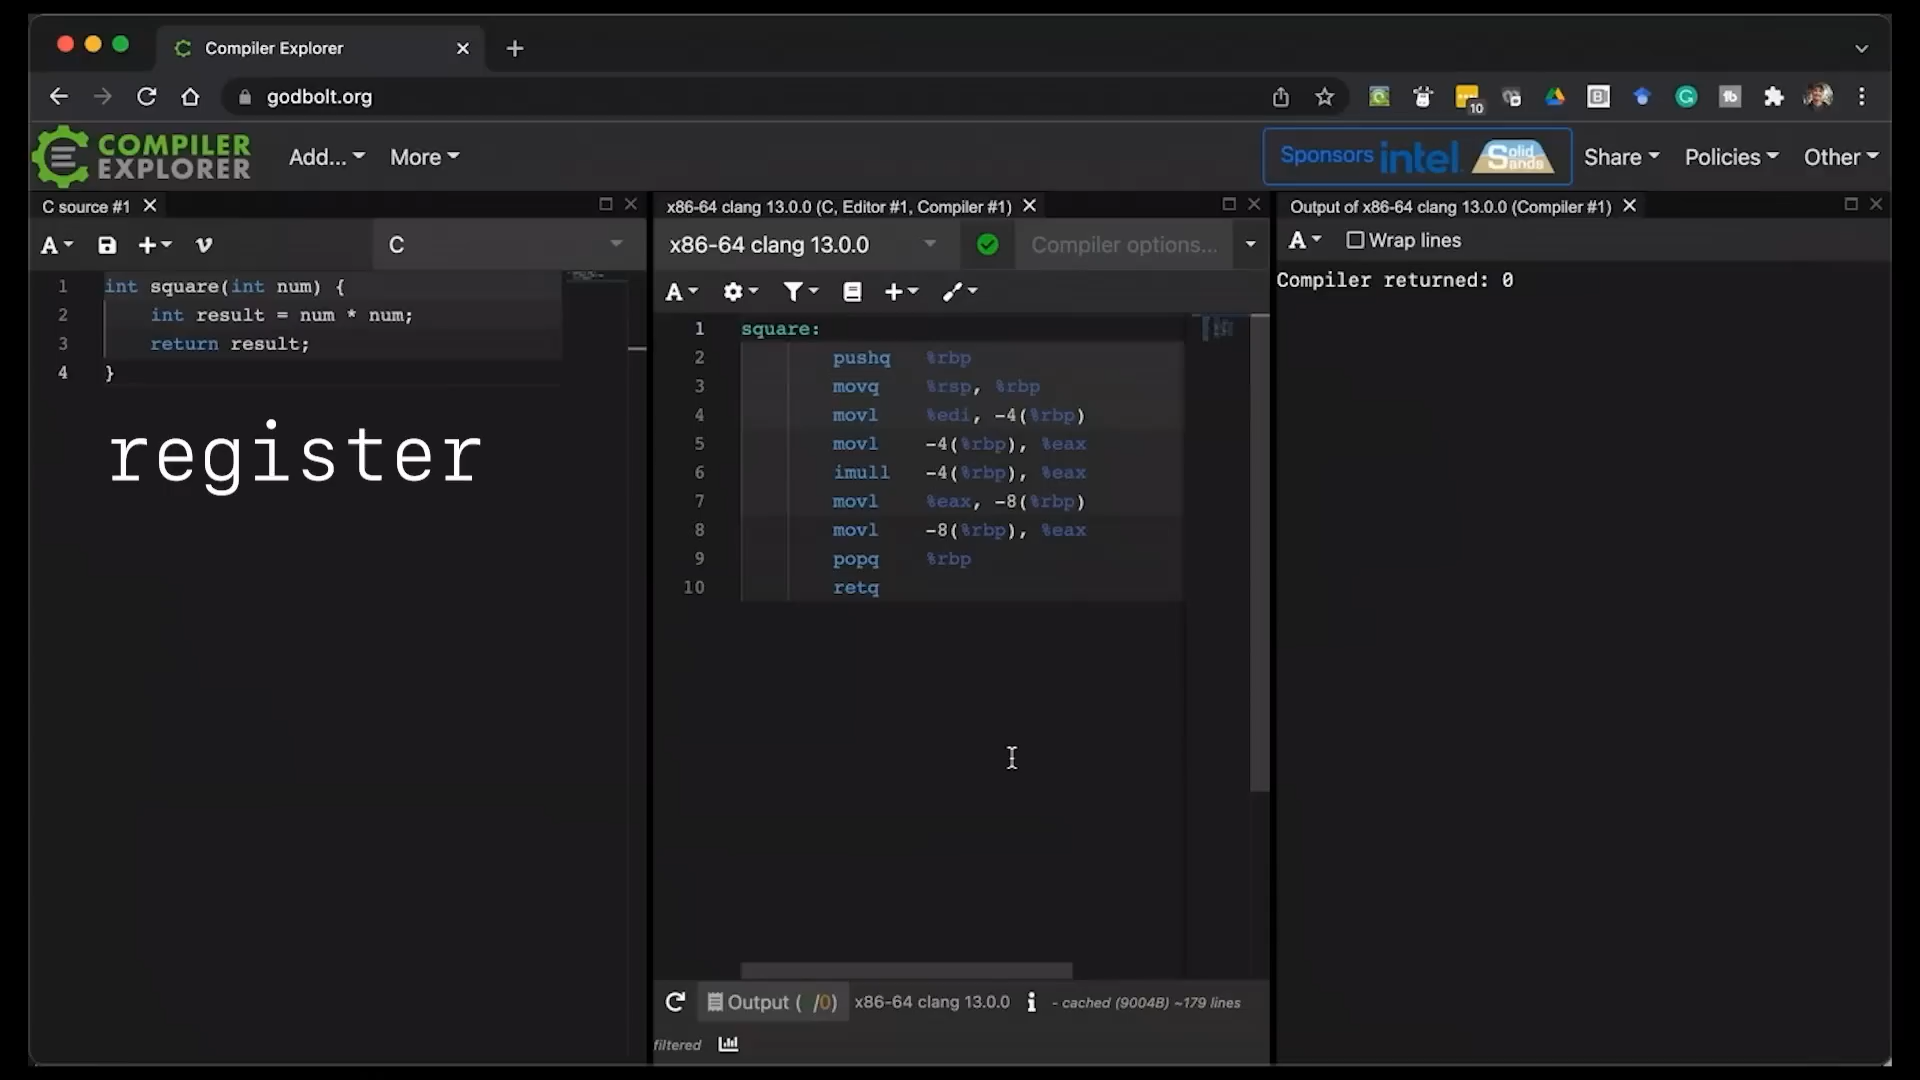 Compiler Explorer
godbolt.org
10
COMPILER
EXPLORER
Add...
More
Sponsors intel Solid Sands
Share
Policies
Other
C source #1
A
C
1 int square(int num) {
2 int result = num * num;
3 return result;
4 }
register
x86-64 clang 13.0.0 (C, Editor #1, Compiler #1)
x86-64 clang 13.0.0
Compiler options...
A
1 square:
2 pushq %rbp
3 movq %rsp, %rbp
4 movl %edi, -4(%rbp)
5 movl -4(%rbp), %eax
6 imull -4(%rbp), %eax
7 movl %eax, -8(%rbp)
8 movl -8(%rbp), %eax
9 popq %rbp
10 retq
Output ( /0) x86-64 clang 13.0.0 i - cached (9004B) ~179 lines
filtered
Output of x86-64 clang 13.0.0 (Compiler #1)
A Wrap lines
Compiler returned: 0